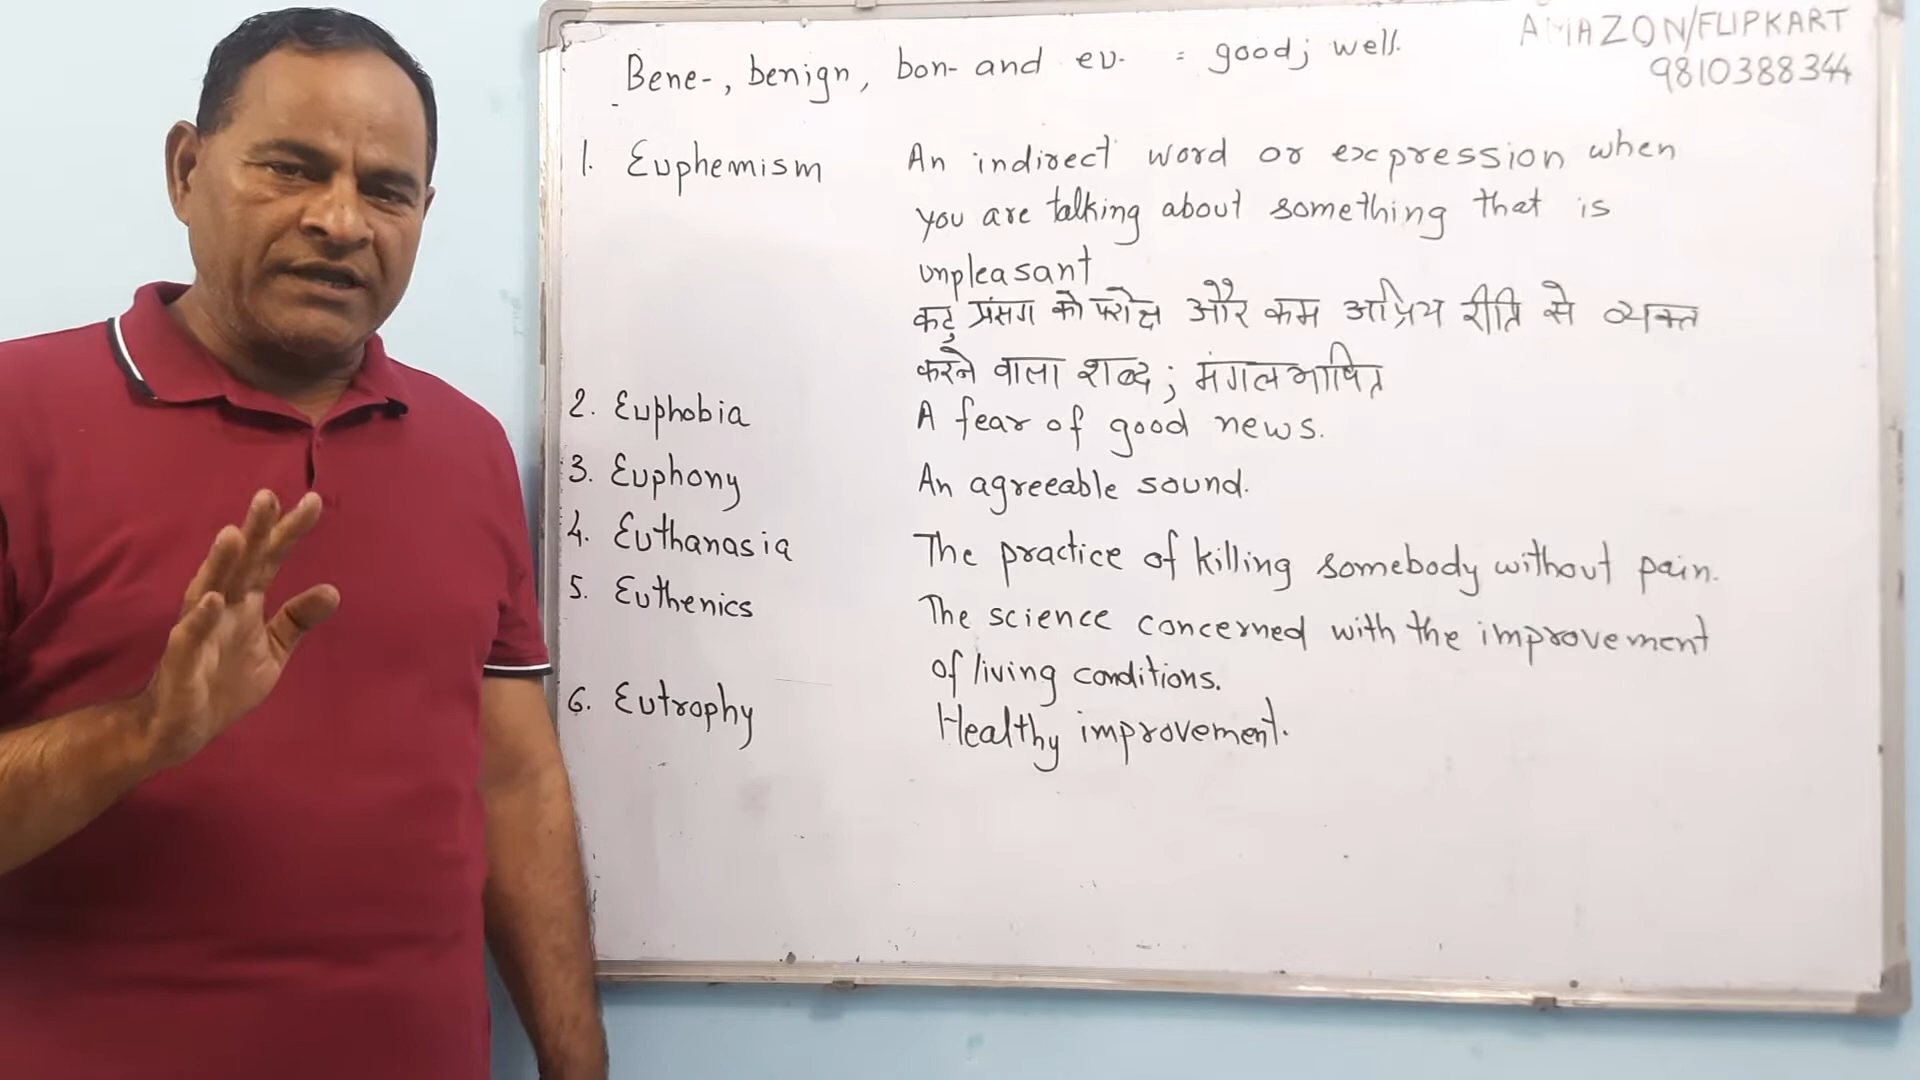 AMAZON/FLIPKART
9810388344
Bene-, benign, bon- and eu- = good; well.
1. Euphemism An indirect word or expression when
you are talking about something that is
unpleasant
कटु प्रंसग को परोक्ष और कम अप्रिय रीति से व्यक्त
करने वाला शब्द; मंगलभाषित
2. Euphobia A fear of good news.
3. Euphony An agreeable sound.
4. Euthanasia The practice of killing somebody without pain.
5. Euthenics The science concerned with the improvement
of living conditions.
6. Eutrophy Healthy improvement.